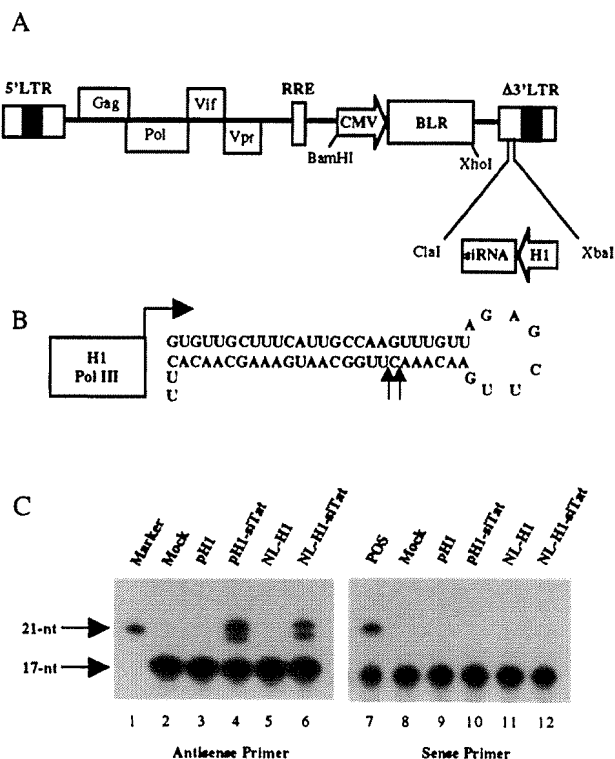 A
5'LTR
Gag
Pol
Vif
Vpr
RRE
CMV
BLR
Δ3'LTR
BamHI
XhoI
ClaI
siRNA
H1
XbaI
B
H1
Pol III
GUGUUGCUUUCAUUGCCAAGUUUGUU
CACAACGAAAGUAACGGUUCAAACAA
A G A G C U U G
U
U
C
Marker
Mock
pH1
pH1-siTat
NL-H1
NL-H1-siTat
POS
Mock
pH1
pH1-siTat
NL-H1
NL-H1-siTat
21-nt
17-nt
1 2 3 4 5 6 7 8 9 10 11 12
Antisense Primer
Sense Primer